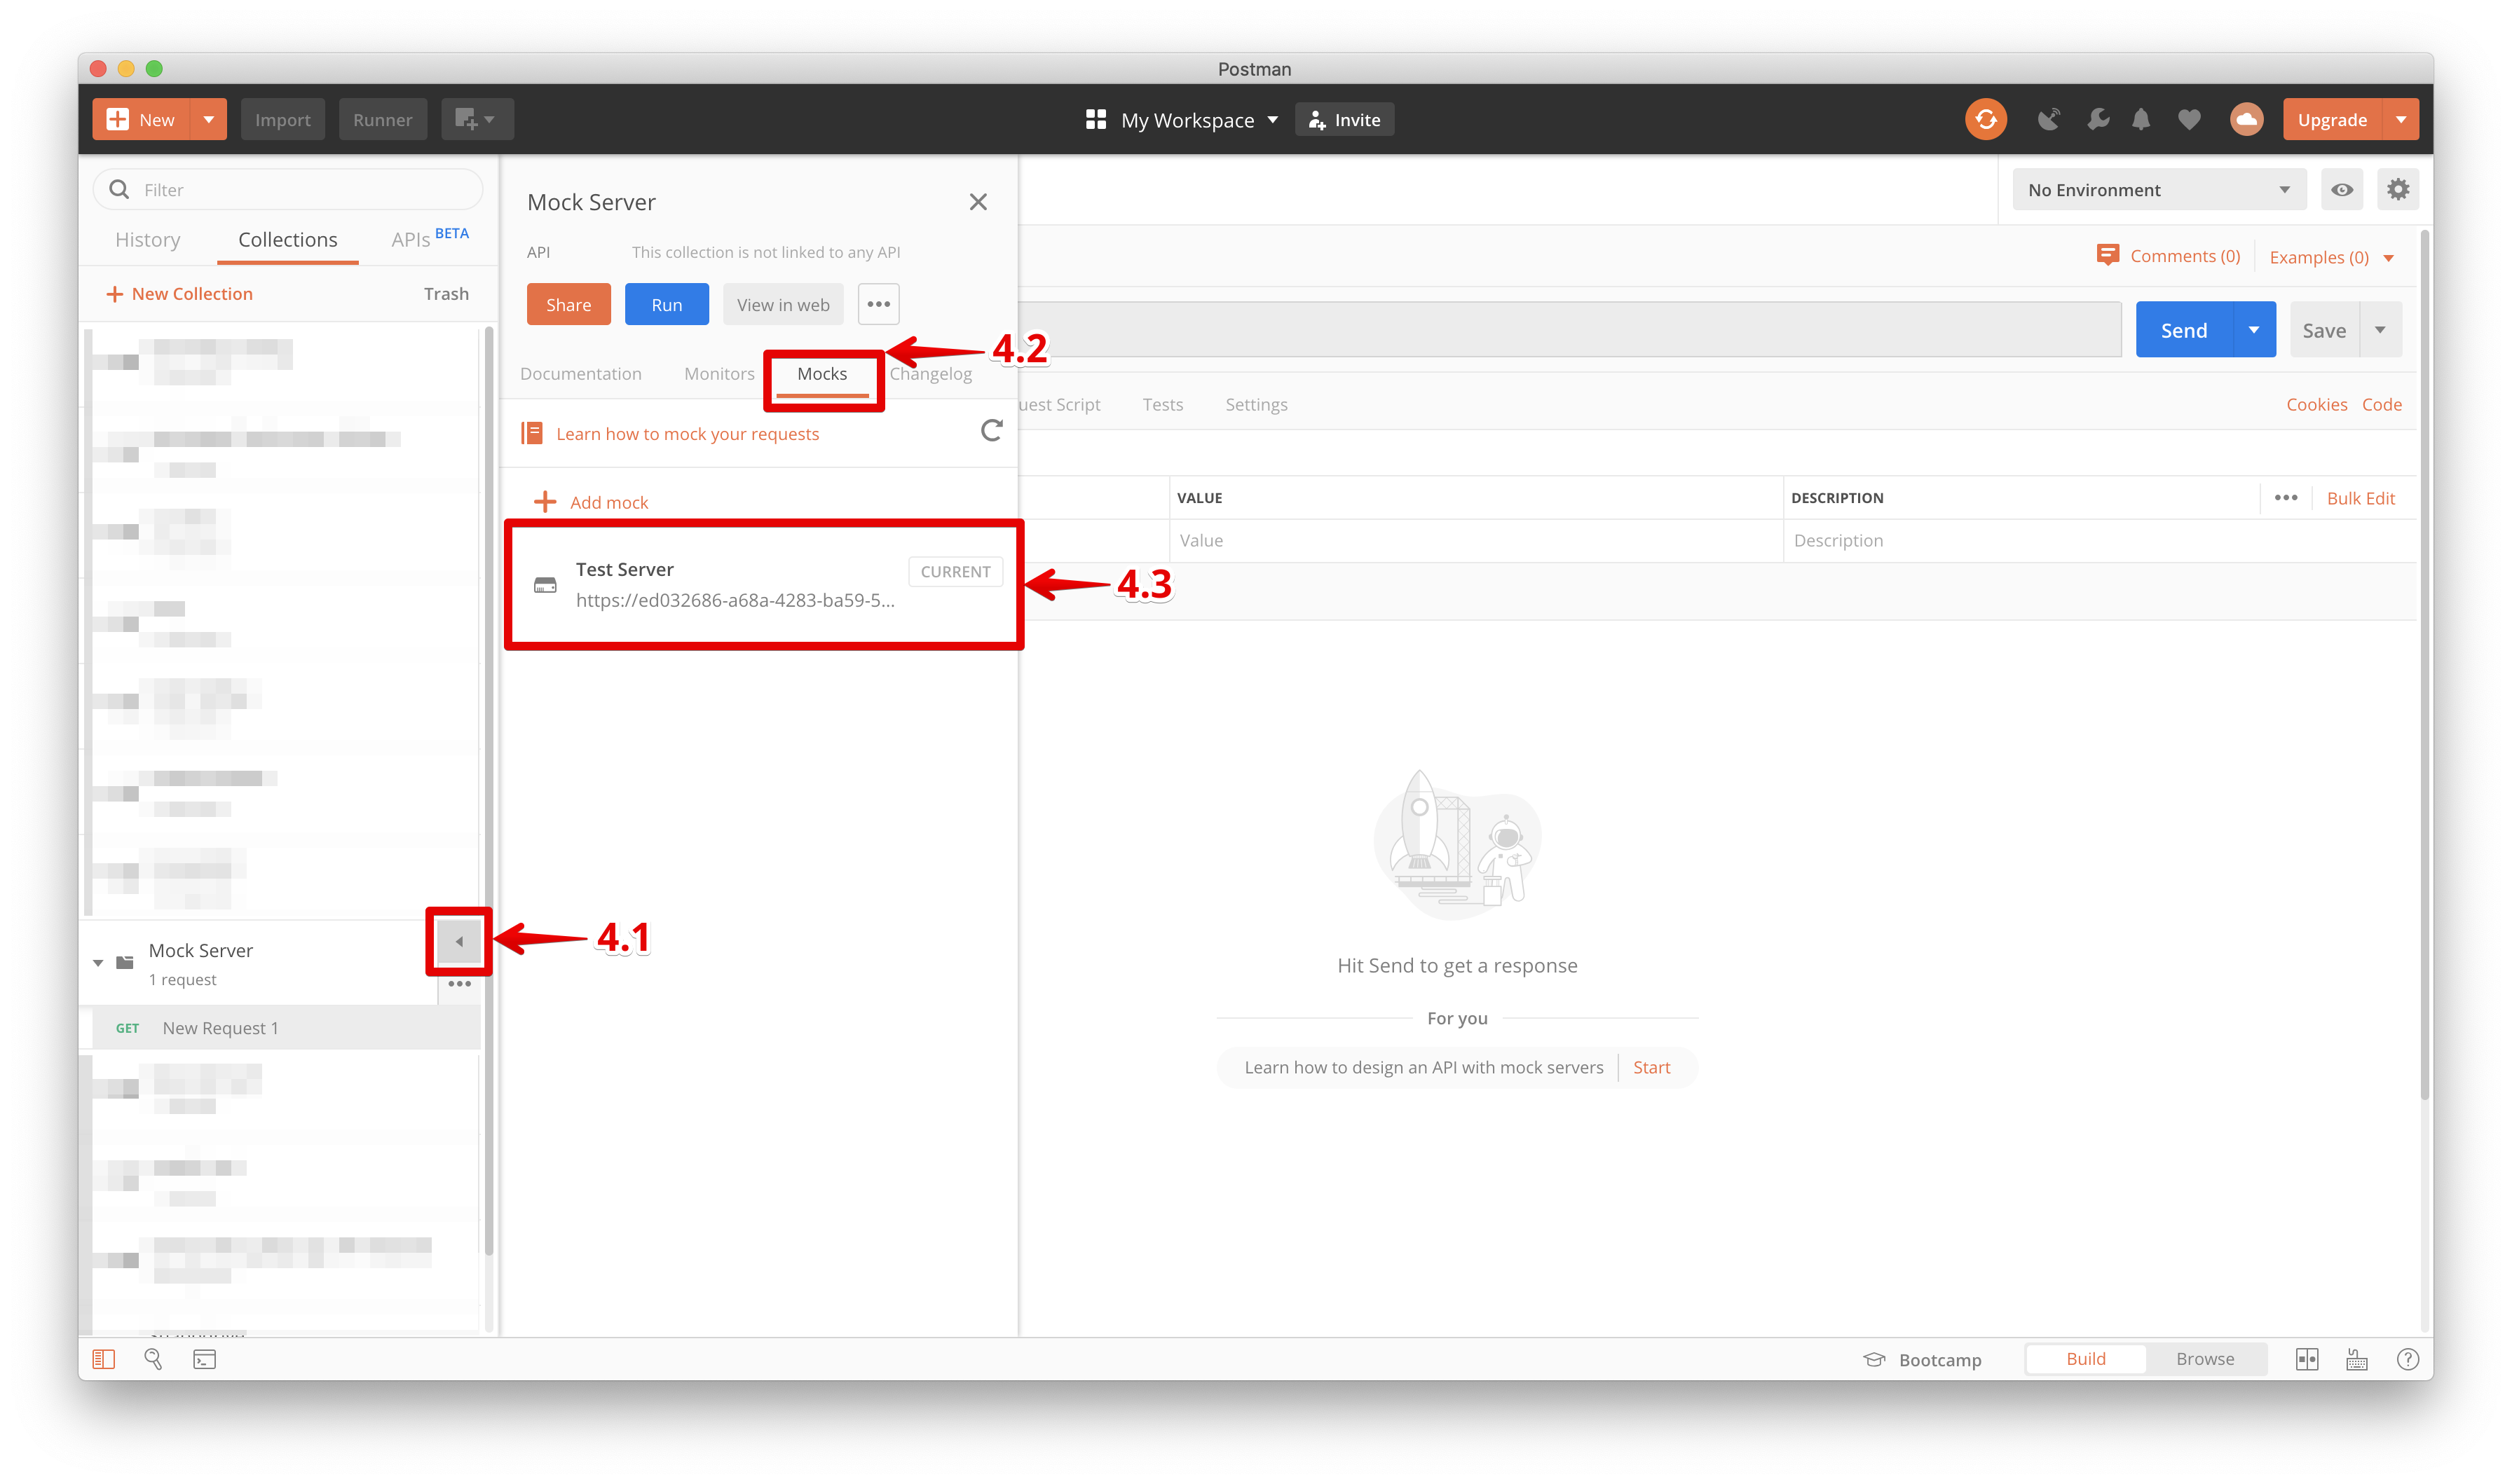 Postman
New
Import
Runner
My Workspace
Invite
Upgrade
Filter
History
Collections
APIs BETA
New Collection
Trash
Mock Server
1 request
GET New Request 1
Mock Server
API
This collection is not linked to any API
Share
Run
View in web
4.2
Documentation
Monitors
Mocks
Changelog
Learn how to mock your requests
Add mock
Test Server
CURRENT
https://ed032686-a68a-4283-ba59-5...
4.3
4.1
No Environment
Comments (0)
Examples (0)
Send
Save
uest Script
Tests
Settings
Cookies
Code
VALUE
DESCRIPTION
Bulk Edit
Value
Description
Hit Send to get a response
For you
Learn how to design an API with mock servers
Start
Bootcamp
Build
Browse